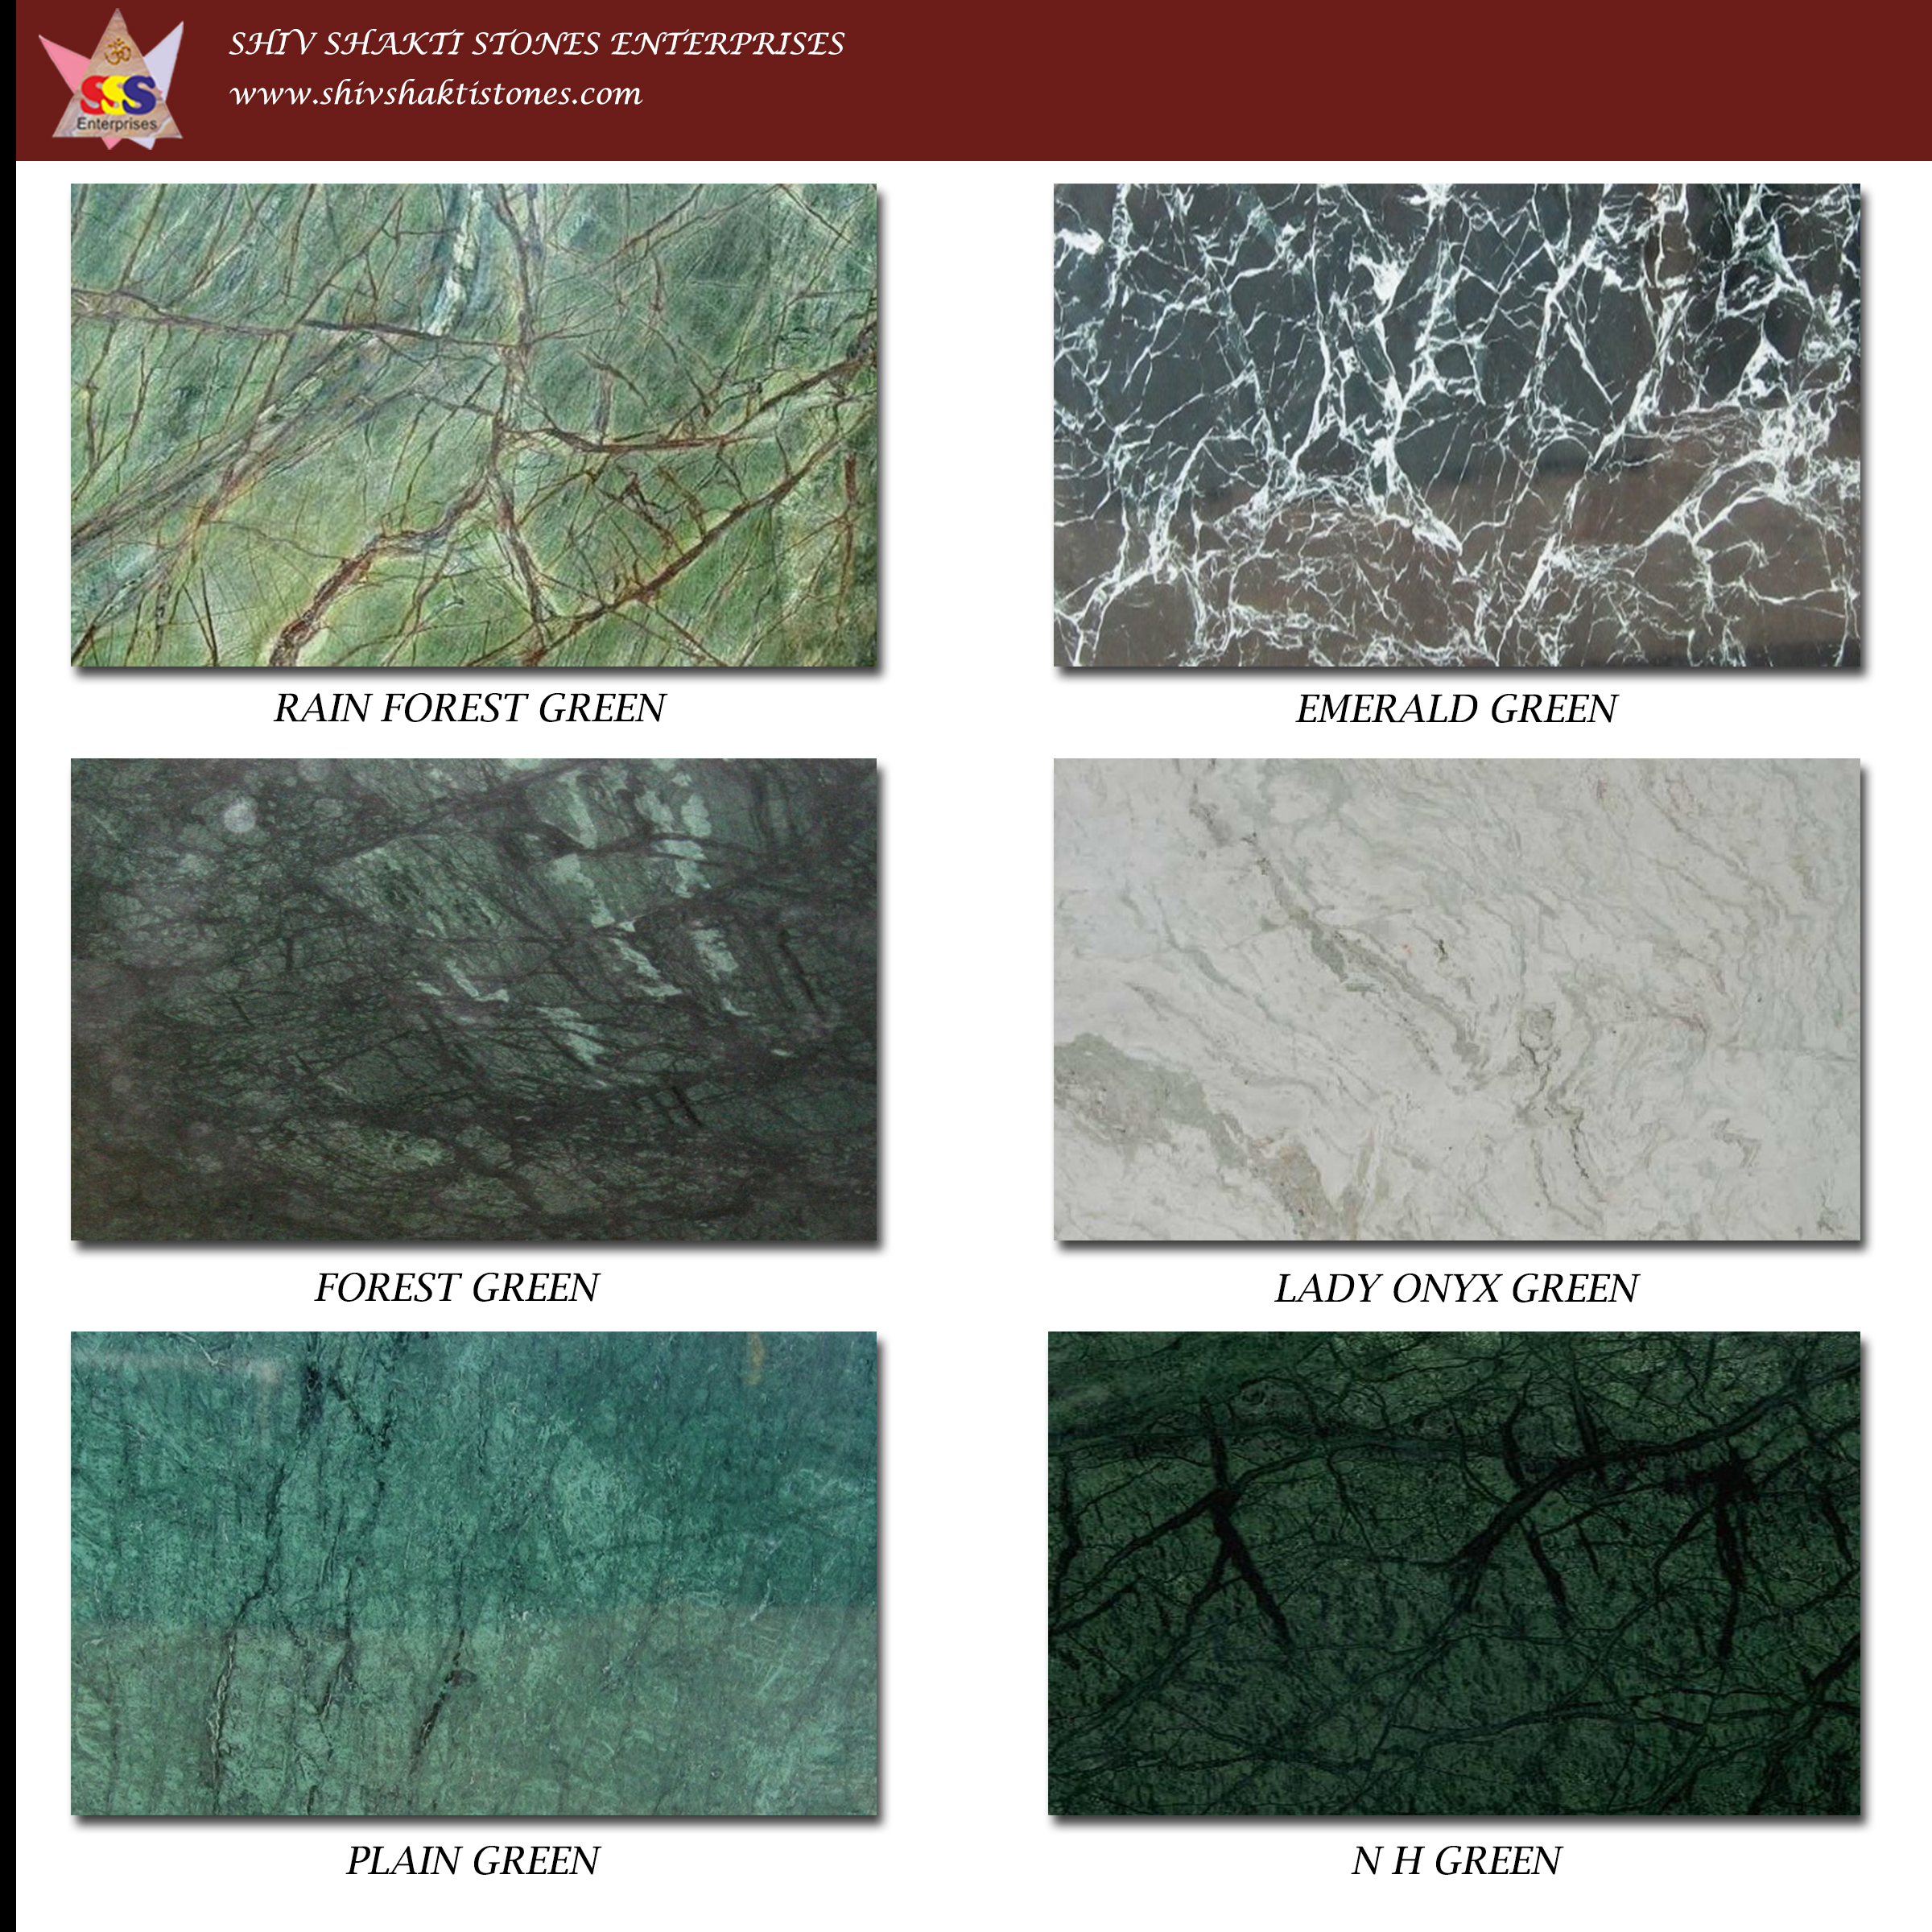 ॐ
SSS
Enterprises
SHIV SHAKTI STONES ENTERPRISES
www.shivshaktistones.com
RAIN FOREST GREEN
EMERALD GREEN
FOREST GREEN
LADY ONYX GREEN
PLAIN GREEN
N H GREEN